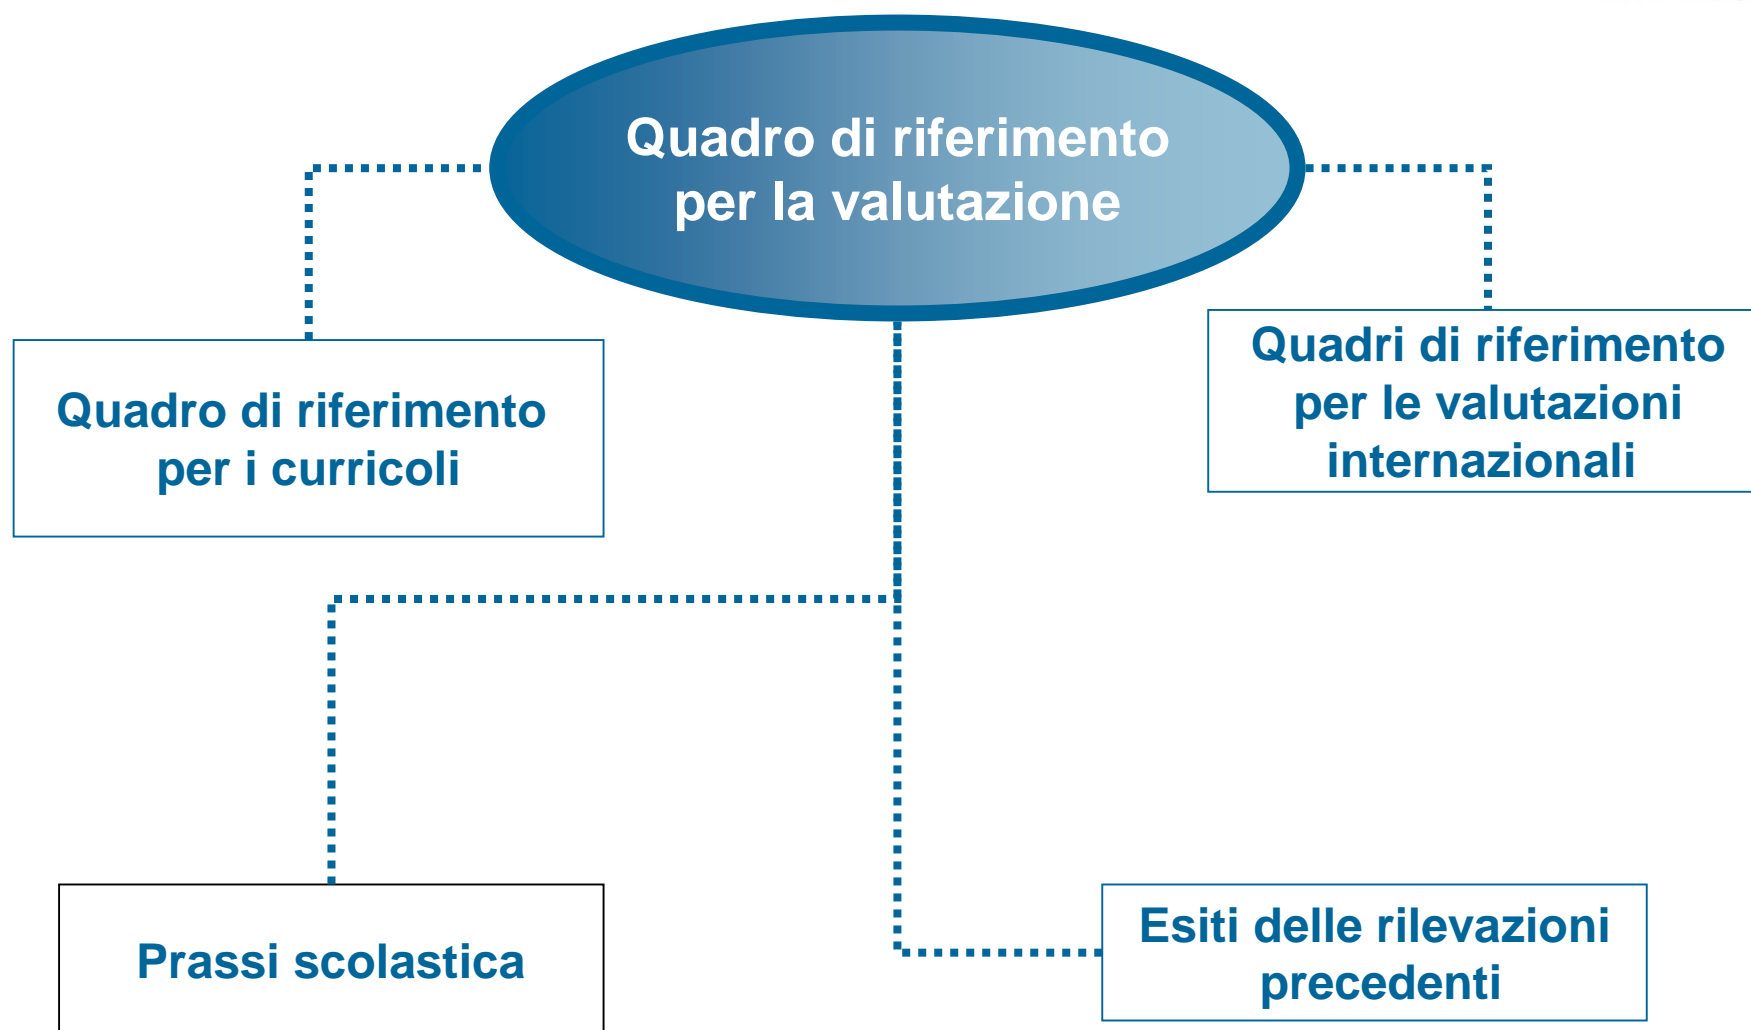 Quadro di riferimento
per la valutazione
Quadro di riferimento
per i curricoli
Quadri di riferimento
per le valutazioni
internazionali
Prassi scolastica
Esiti delle rilevazioni
precedenti